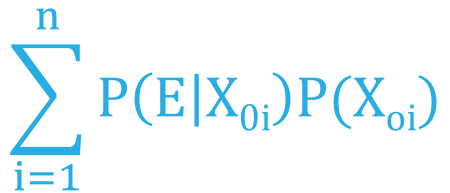 n
∑ P(E|X₀ᵢ)P(Xₒᵢ)
i=1